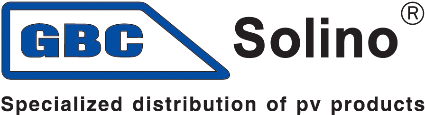 GBC Solino®
Specialized distribution of pv products